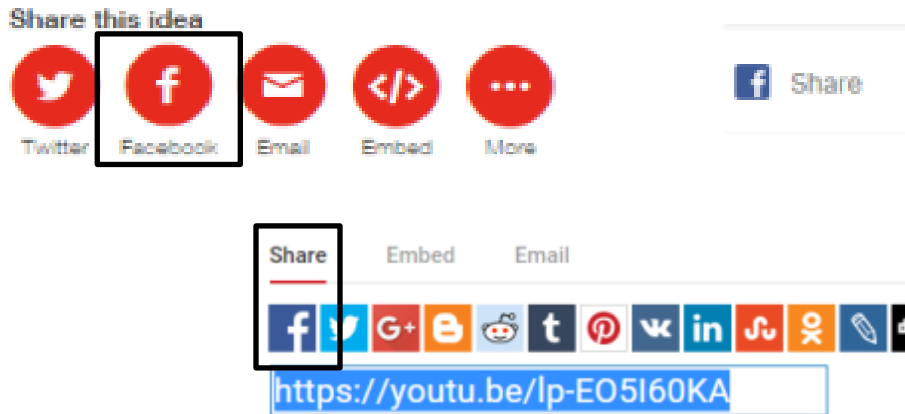 Share this idea
Twitter Facebook Email Embed More
Share
Share Embed Email
https://youtu.be/lp-EO5I60KA